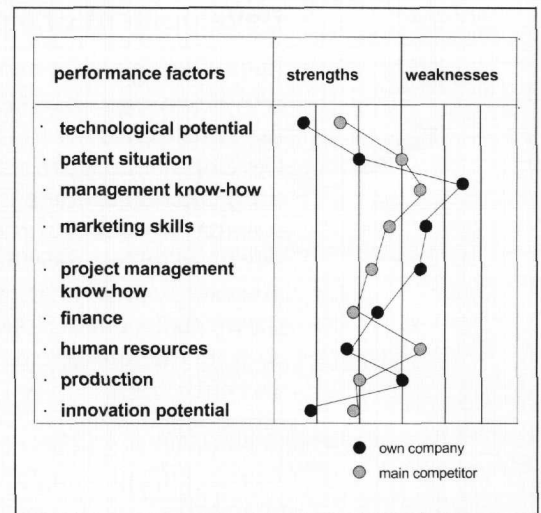 performance factors strengths weaknesses
· technological potential
· patent situation
· management know-how
· marketing skills
· project management
know-how
· finance
· human resources
· production
· innovation potential
own company
main competitor